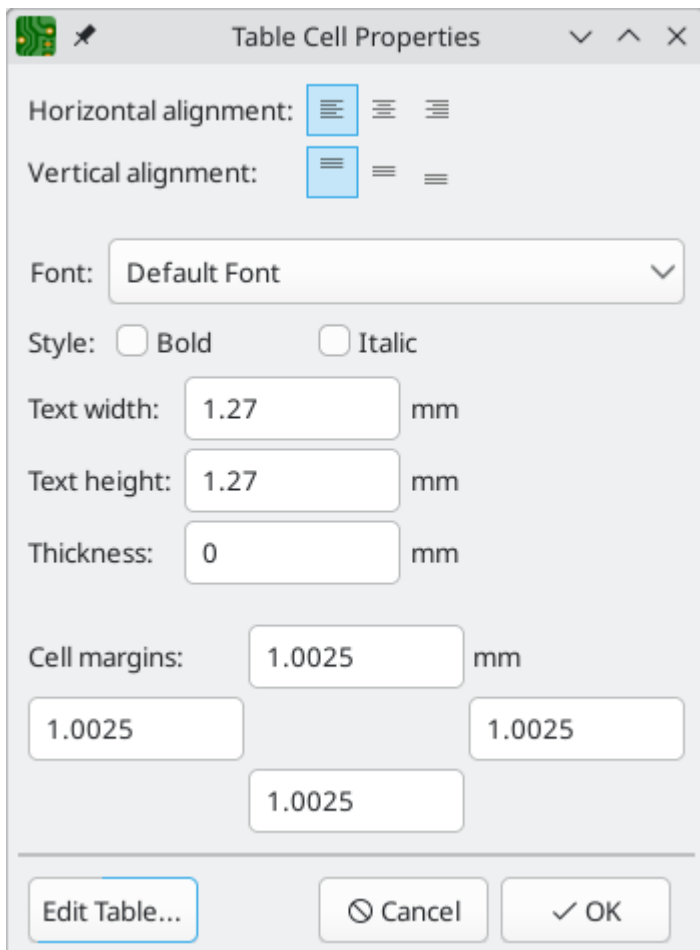 Table Cell Properties
Horizontal alignment:
Vertical alignment:
Font: Default Font
Style: Bold Italic
Text width: 1.27 mm
Text height: 1.27 mm
Thickness: 0 mm
Cell margins: 1.0025 mm
1.0025 1.0025
1.0025
Edit Table... Cancel OK